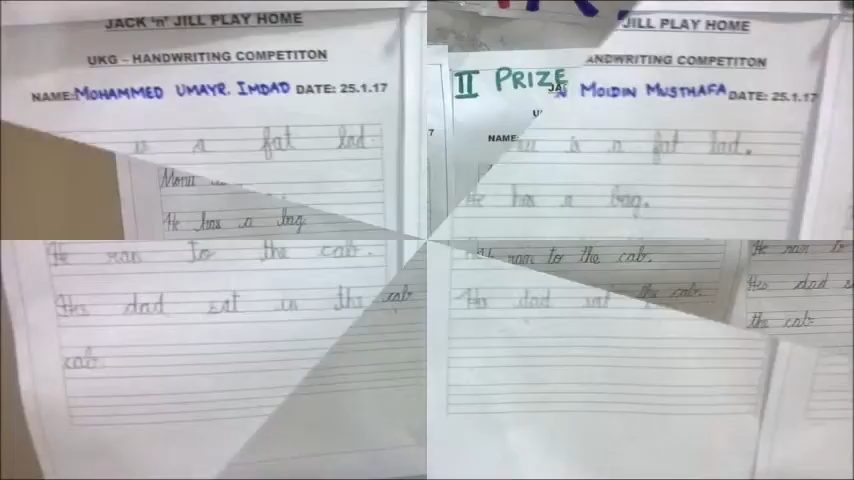 JACK 'n' JILL PLAY HOME
UKG – HANDWRITING COMPETITON
NAME: MOHAMMED UMAYR. IMDAD DATE: 25.1.17
is a fat lad.
He has a bag
He ran to the cab.
His dad sat in the cab
cab
JILL PLAY HOME
ANDWRITING COMPETITON
II PRIZE
NAME:
MOIDIN MUSTHAFA DATE: 25.1.17
is a fat lad.
He has a bag.
ran to the cab.
His dad sat the cab.
He ran to
His dad s
the cab